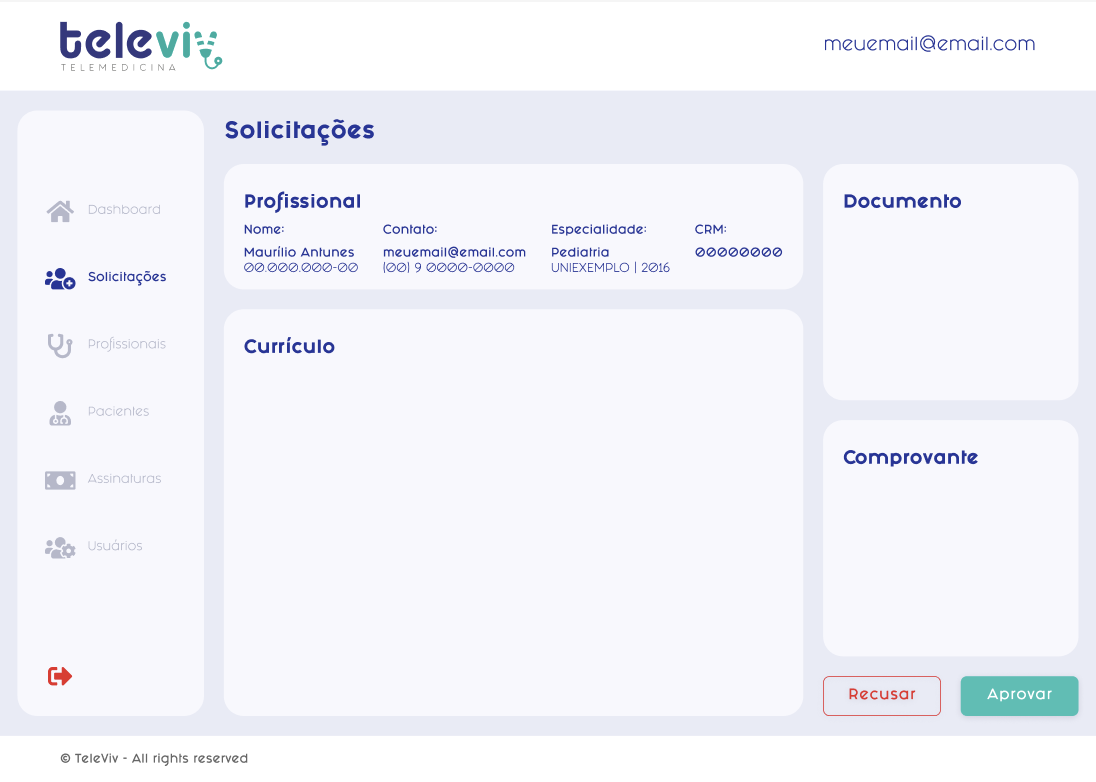 televiv
TELEMEDICINA
meuemail@email.com
Dashboard
Solicitações
Profissionais
Pacientes
Assinaturas
Usuários
Solicitações
Profissional
Nome: Contato: Especialidade: CRM:
Maurílio Antunes meuemail@email.com Pediatria 00000000
00.000.000-00 (00) 9 0000-0000 UNIEXEMPLO | 2016
Currículo
Documento
Comprovante
Recusar Aprovar
© TeleViv - All rights reserved